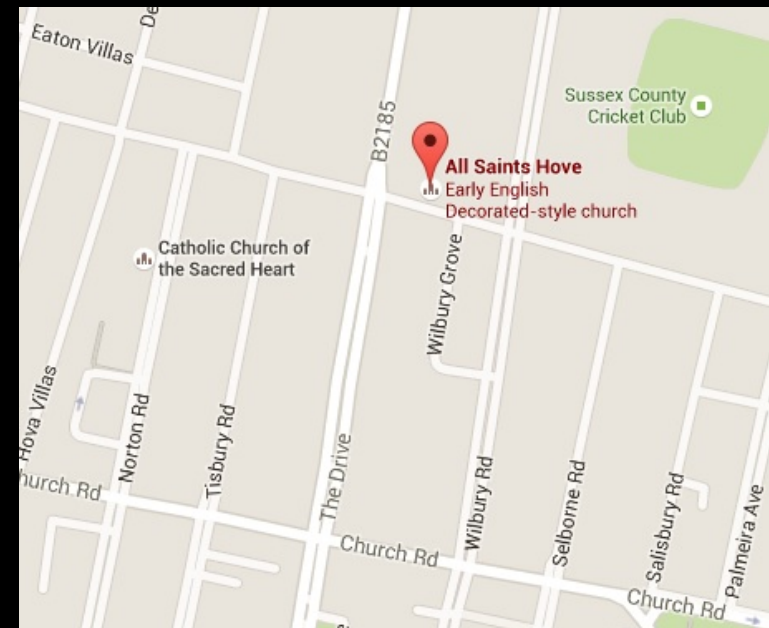 Eaton Villas
De
B2185
Sussex County
Cricket Club
All Saints Hove
Early English
Decorated-style church
Catholic Church of
the Sacred Heart
Wilbury Grove
Hova Villas
Norton Rd
Tisbury Rd
The Drive
Wilbury Rd
Selborne Rd
Salisbury Rd
Palmeira Ave
hurch Rd
Church Rd
Church Rd